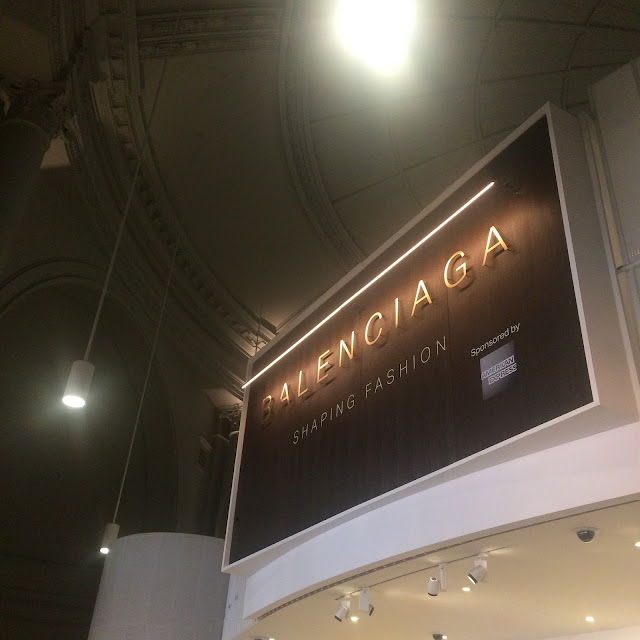 BALENCIAGA
SHAPING FASHION
Sponsored by
AMERICAN
EXPRESS